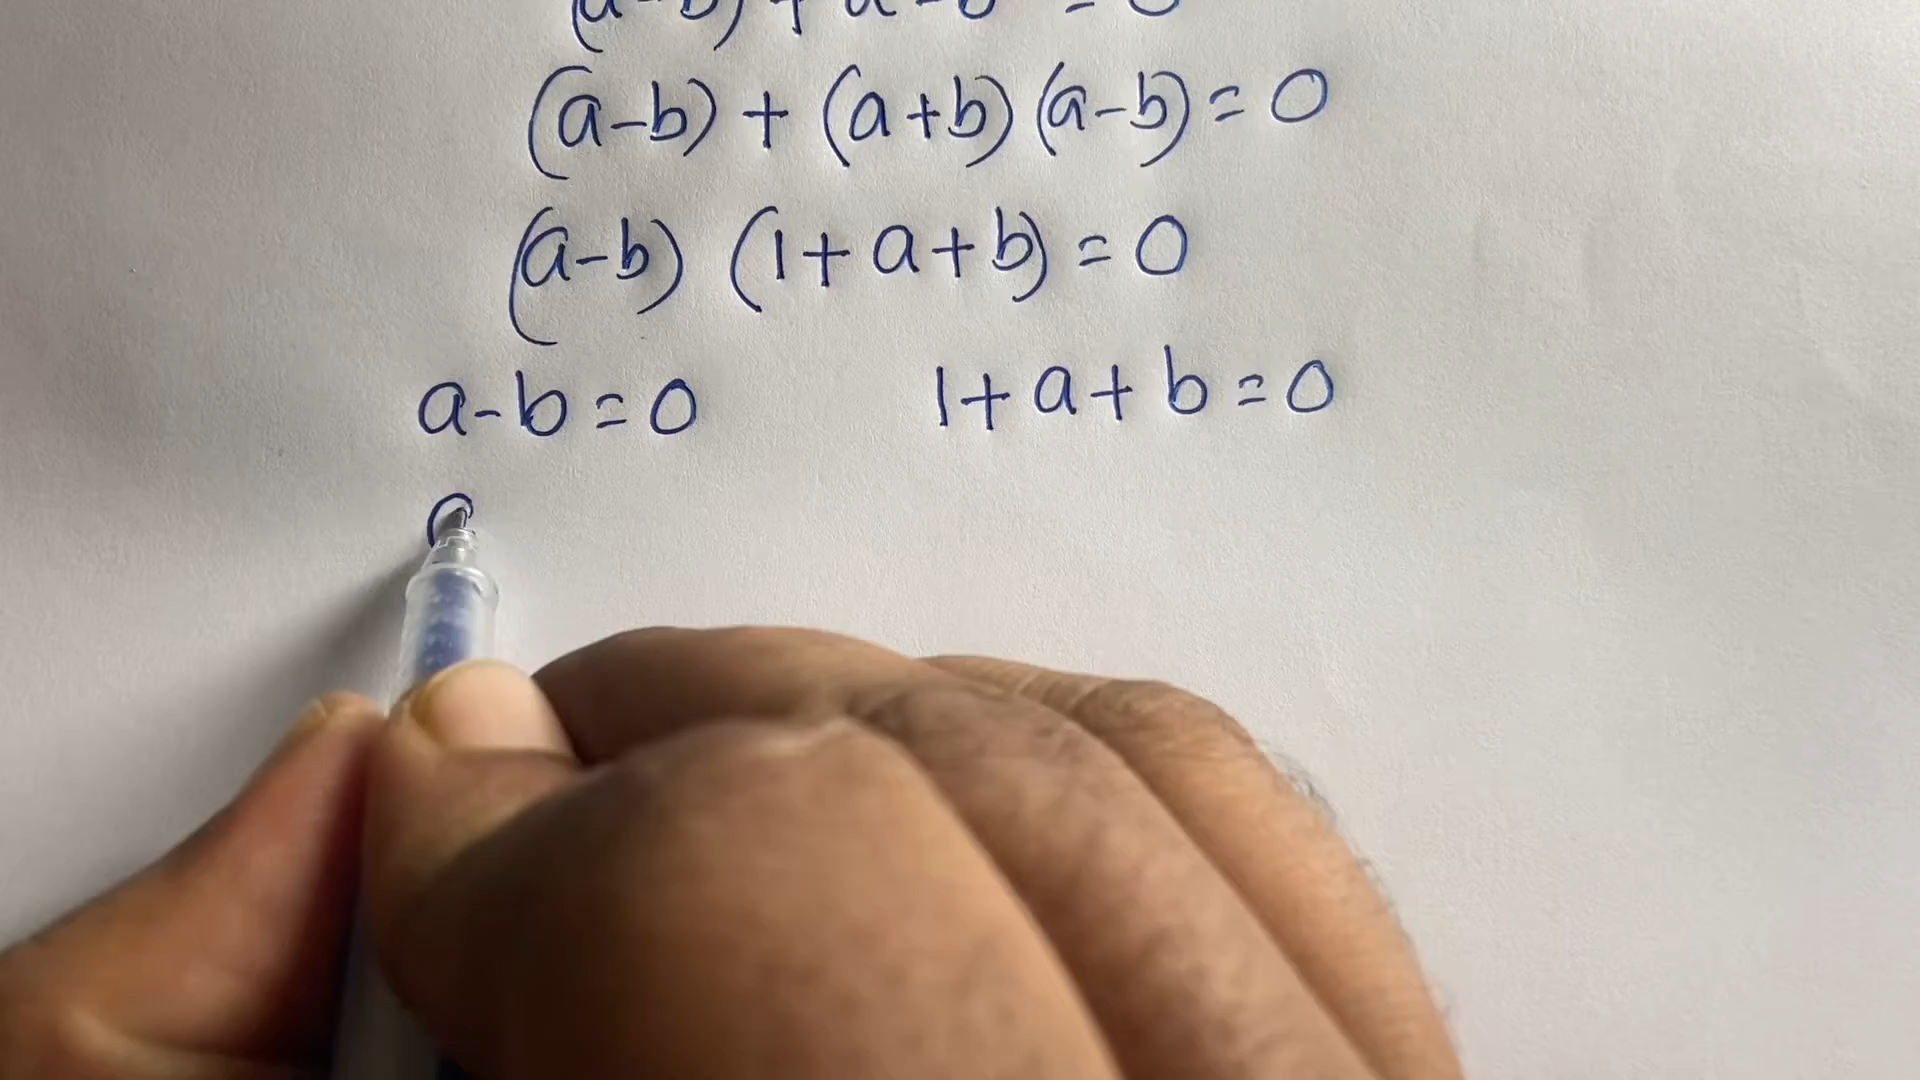 (a-b) + (a+b)(a-b) = 0
(a-b) (1+a+b) = 0
a-b=0 1+a+b=0